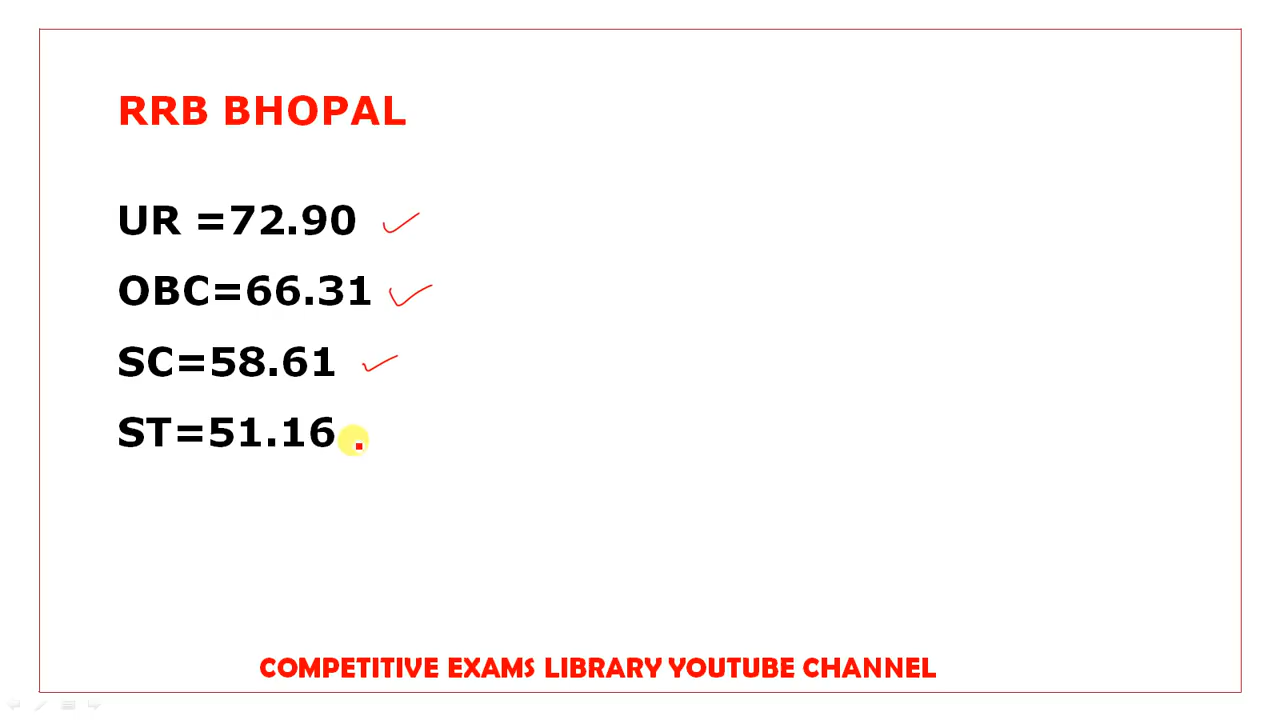 RRB BHOPAL
UR =72.90
OBC=66.31
SC=58.61
ST=51.16
COMPETITIVE EXAMS LIBRARY YOUTUBE CHANNEL